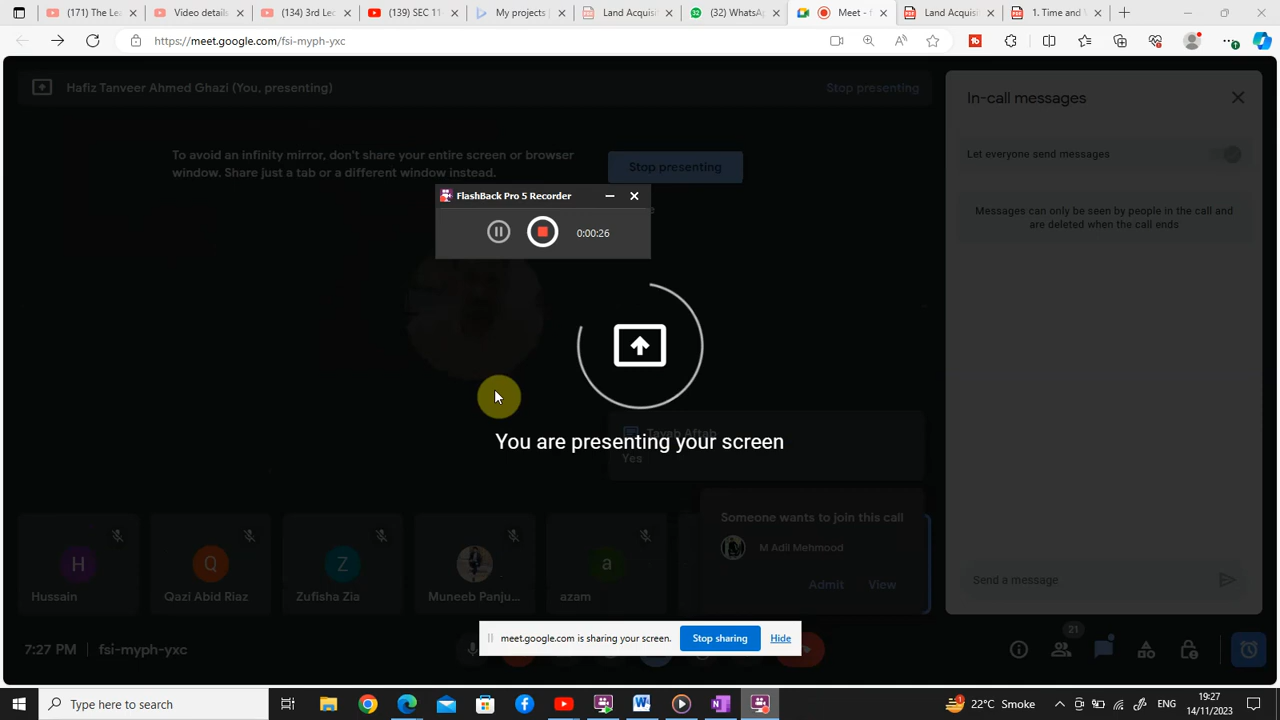 (171) The Lea
Video details
(134) 3rd Lec
(139) SEC 11
My projects |
Land Acquis
(32) WhatsA
Meet - f
Land Acqui
1. Time and
https://meet.google.com/fsi-myph-yxc
Hafiz Tanveer Ahmed Ghazi (You, presenting)
Stop presenting
To avoid an infinity mirror, don't share your entire screen or browser
window. Share just a tab or a different window instead.
Stop presenting
FlashBack Pro 5 Recorder
0:00:26
You are presenting your screen
Tayab Aftab
Yes
Someone wants to join this call
M Adil Mehmood
Admit View
Hussain
Qazi Abid Riaz
Zufisha Zia
Muneeb Panju...
azam
In-call messages
Let everyone send messages
Messages can only be seen by people in the call and
are deleted when the call ends
Send a message
meet.google.com is sharing your screen. Stop sharing Hide
7:27 PM | fsi-myph-yxc
21
Type here to search
22°C Smoke
ENG
19:27
14/11/2023